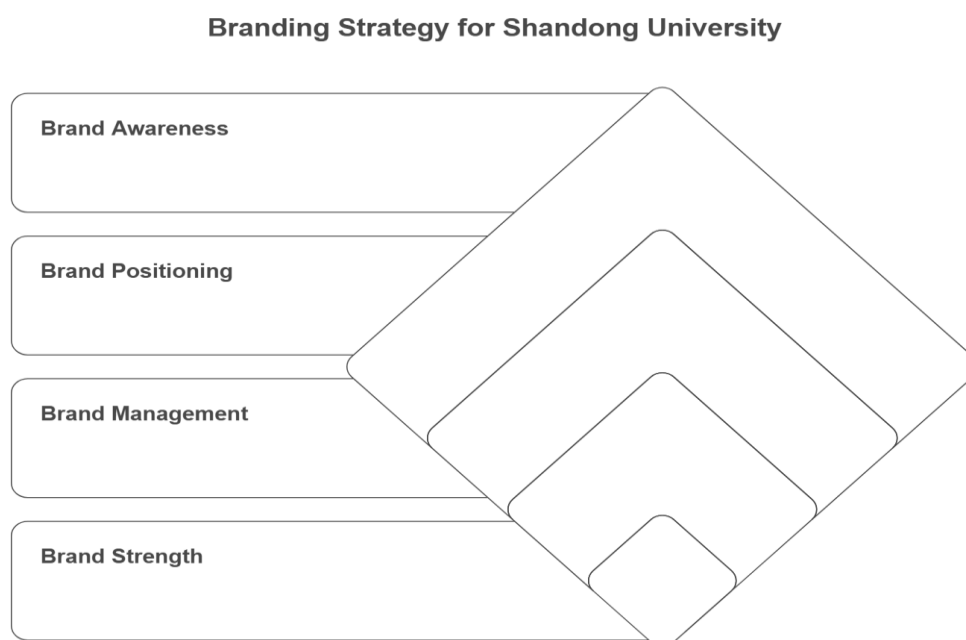 Branding Strategy for Shandong University
Brand Awareness
Brand Positioning
Brand Management
Brand Strength